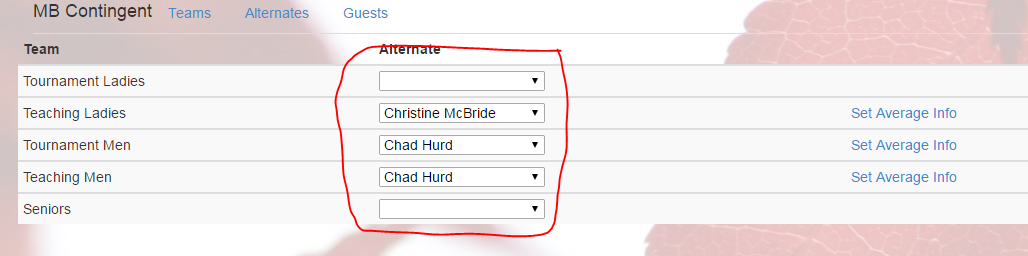 MB Contingent Teams Alternates Guests
Team Alternate
Tournament Ladies
Teaching Ladies Christine McBride Set Average Info
Tournament Men Chad Hurd Set Average Info
Teaching Men Chad Hurd Set Average Info
Seniors